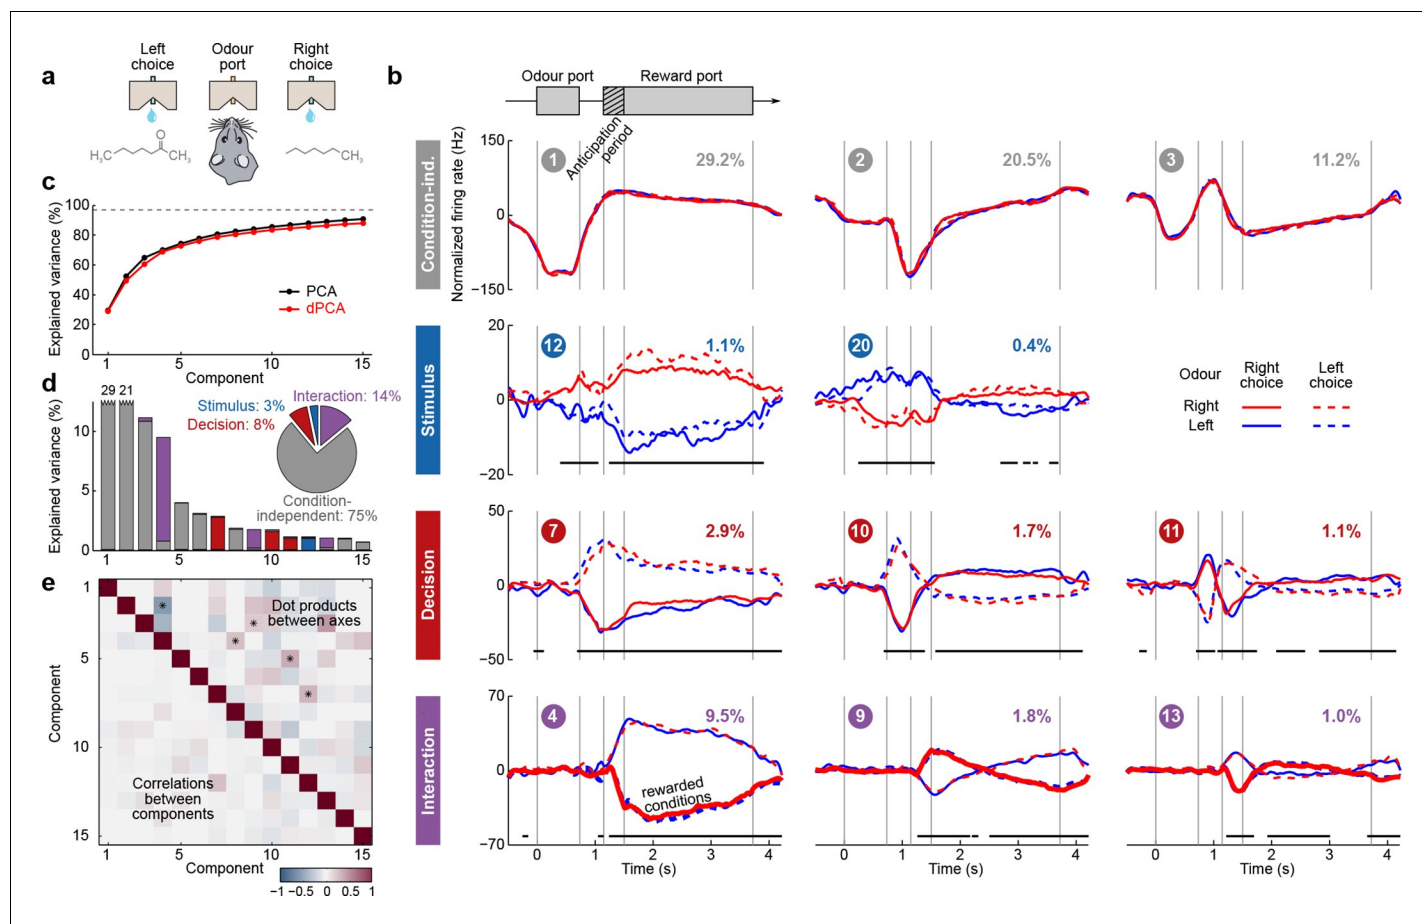 a
Left
choice
Odour
port
Right
choice
H₃C
O
CH₃
H₃C
CH₃
b
Odour port
Reward port
Anticipation
period
Condition-ind.
Normalized firing rate (Hz)
150
0
−150
1
29.2%
2
20.5%
3
11.2%
c
Explained variance (%)
100
80
60
40
20
0
PCA
dPCA
1
5
10
15
Component
Stimulus
20
0
−20
12
1.1%
20
0.4%
Odour
Right
choice
Left
choice
Right
Left
d
Explained variance (%)
29 21
10
5
0
Interaction: 14%
Stimulus: 3%
Decision: 8%
Condition-
independent: 75%
1
5
10
15
Decision
50
0
−50
7
2.9%
10
1.7%
11
1.1%
e
Component
1
5
10
15
Dot products
between axes
*
*
*
*
*
Correlations
between
components
1
5
10
15
Component
−1 −0.5 0 0.5 1
Interaction
70
0
−70
4
9.5%
rewarded
conditions
9
1.8%
13
1.0%
0 1 2 3 4
Time (s)
0 1 2 3 4
Time (s)
0 1 2 3 4
Time (s)